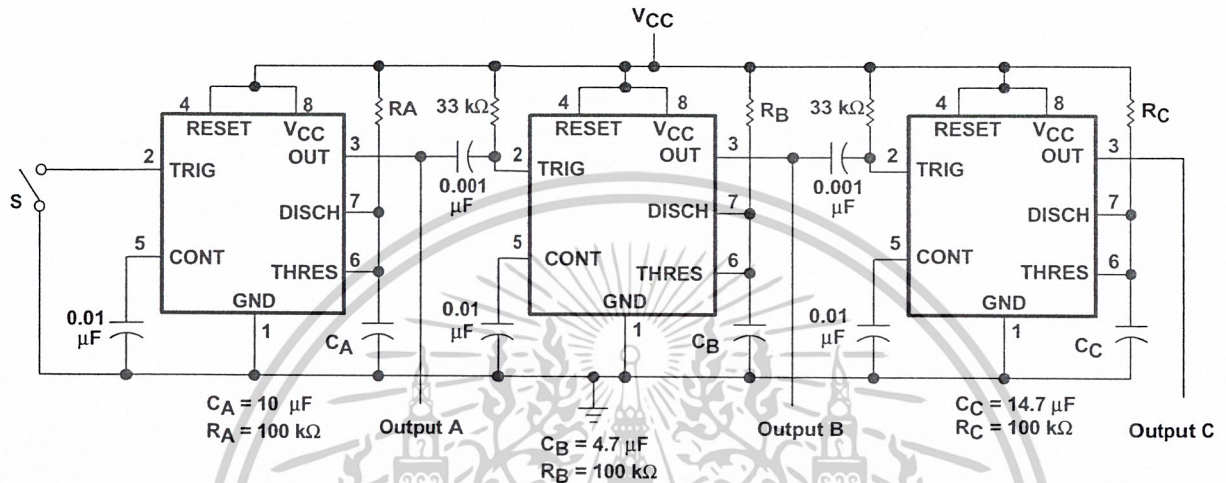 VCC
4
8
RESET
VCC
RA
33 kΩ
2
TRIG
OUT
3
0.001
μF
DISCH
7
S
5
CONT
THRES
6
0.01
μF
GND
1
CA
CA = 10 μF
RA = 100 kΩ
Output A
4
8
RESET
VCC
RB
33 kΩ
2
TRIG
OUT
3
0.001
μF
DISCH
7
5
CONT
THRES
6
0.01
μF
GND
1
CB
CB = 4.7 μF
RB = 100 kΩ
Output B
4
8
RESET
VCC
RC
2
TRIG
OUT
3
DISCH
7
5
CONT
THRES
6
0.01
μF
GND
1
CC
CC = 14.7 μF
RC = 100 kΩ
Output C